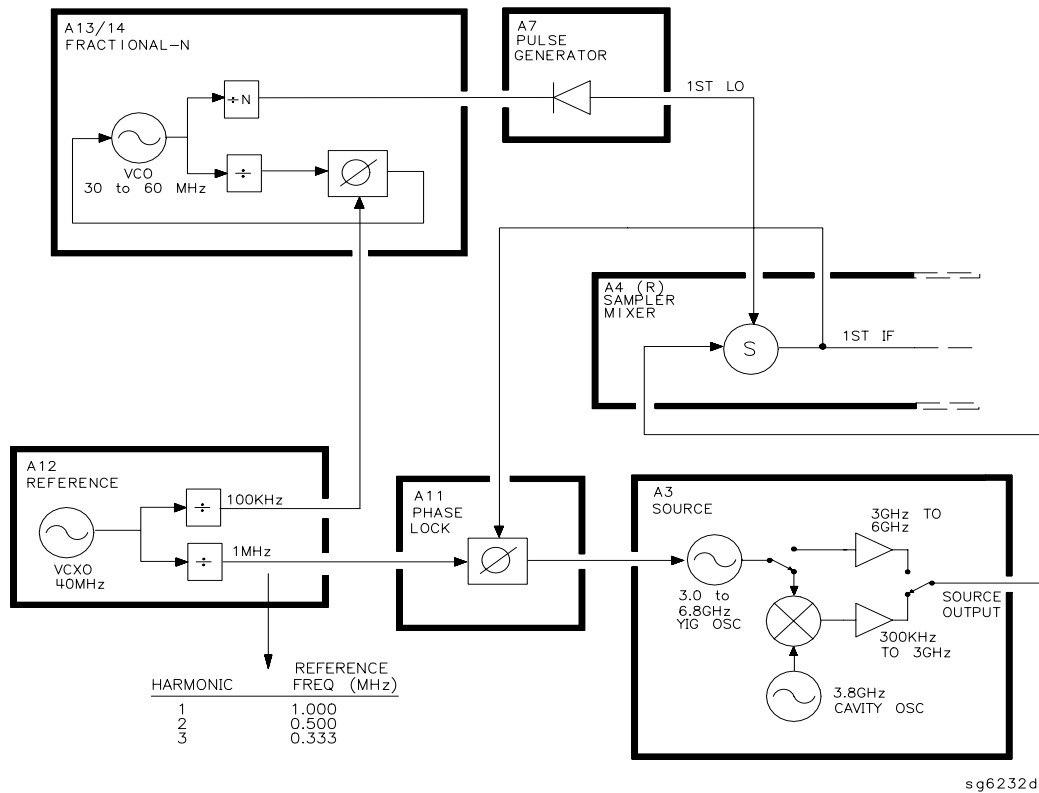 A13/14
FRACTIONAL-N
÷N
VCO
30 to 60 MHz
÷
∅
A7
PULSE
GENERATOR
1ST LO
A4 (R)
SAMPLER
MIXER
S
1ST IF
A12
REFERENCE
VCXO
40MHz
÷
100KHz
÷
1MHz
A11
PHASE
LOCK
∅
A3
SOURCE
3.0 to
6.8GHz
YIG OSC
3GHz TO
6GHz
300KHz
TO 3GHz
SOURCE
OUTPUT
3.8GHz
CAVITY OSC
HARMONIC REFERENCE FREQ (MHz)
1 1.000
2 0.500
3 0.333
sg6232d